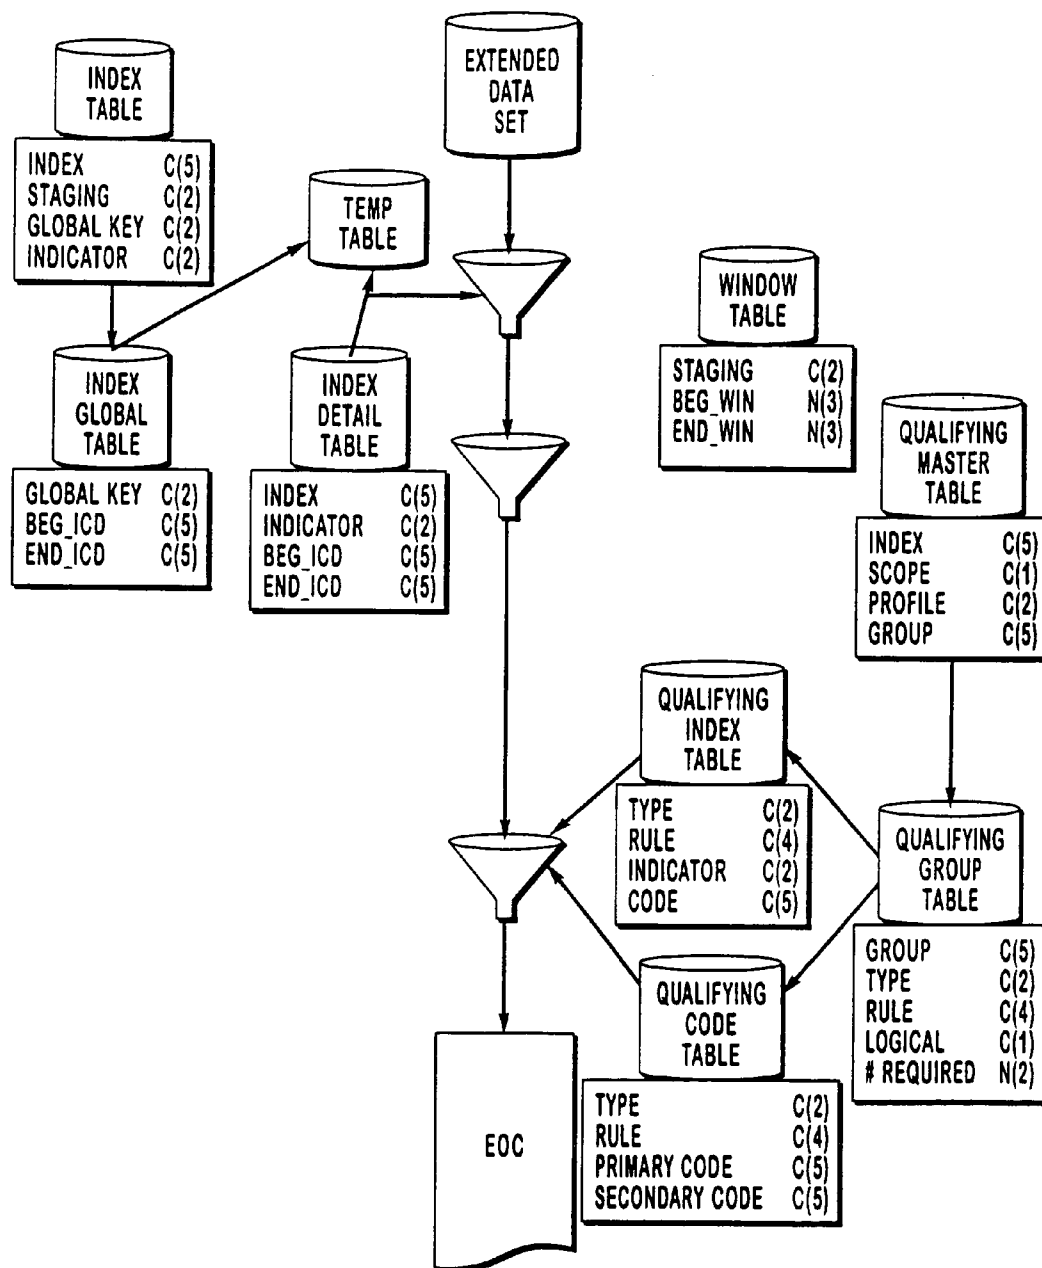 INDEX
TABLE
INDEX C(5)
STAGING C(2)
GLOBAL KEY C(2)
INDICATOR C(2)
EXTENDED
DATA
SET
TEMP
TABLE
INDEX
GLOBAL
TABLE
GLOBAL KEY C(2)
BEG_ICD C(5)
END_ICD C(5)
INDEX
DETAIL
TABLE
INDEX C(5)
INDICATOR C(2)
BEG_ICD C(5)
END_ICD C(5)
WINDOW
TABLE
STAGING C(2)
BEG_WIN N(3)
END_WIN N(3)
QUALIFYING
MASTER
TABLE
INDEX C(5)
SCOPE C(1)
PROFILE C(2)
GROUP C(5)
QUALIFYING
INDEX
TABLE
TYPE C(2)
RULE C(4)
INDICATOR C(2)
CODE C(5)
QUALIFYING
GROUP
TABLE
GROUP C(5)
TYPE C(2)
RULE C(4)
LOGICAL C(1)
# REQUIRED N(2)
QUALIFYING
CODE
TABLE
TYPE C(2)
RULE C(4)
PRIMARY CODE C(5)
SECONDARY CODE C(5)
EOC